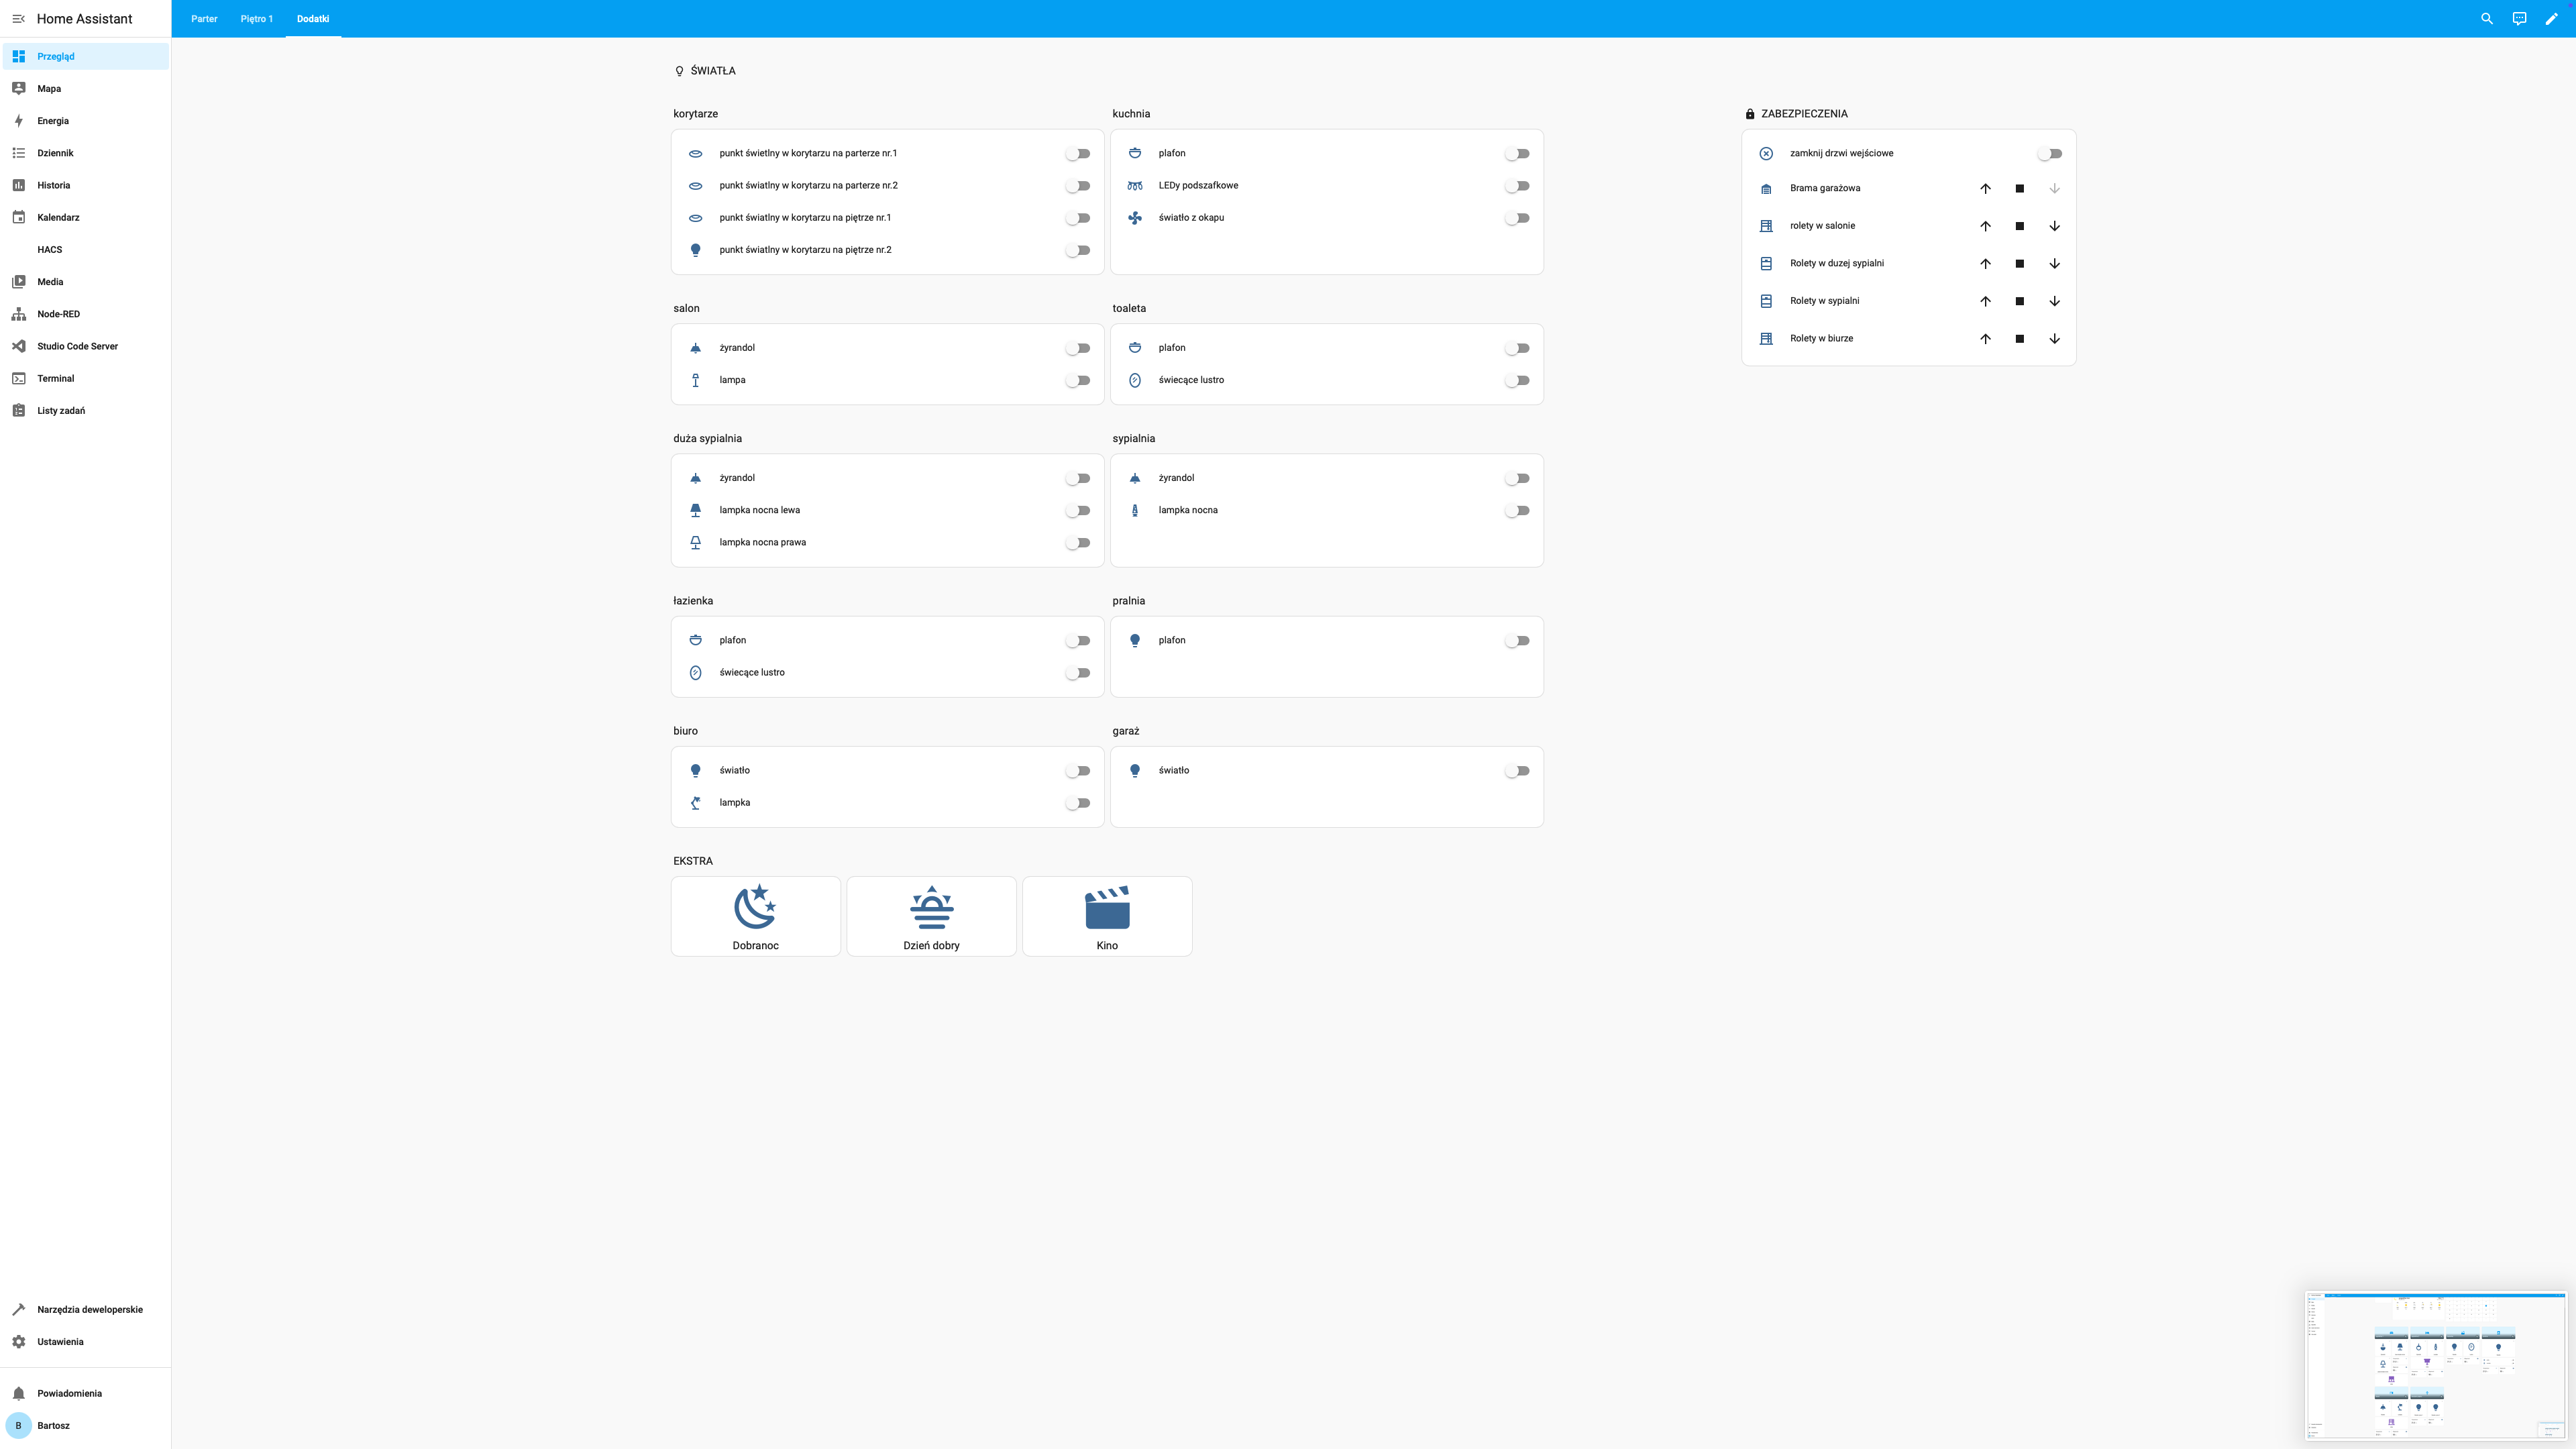 Home Assistant
Parter
Piętro 1
Dodatki
Przegląd
Mapa
Energia
Dziennik
Historia
Kalendarz
HACS
Media
Node-RED
Studio Code Server
Terminal
Listy zadań
Narzędzia deweloperskie
Ustawienia
Powiadomienia
B
Bartosz
ŚWIATŁA
korytarze
punkt świetlny w korytarzu na parterze nr.1
punkt światlny w korytarzu na parterze nr.2
punkt światlny w korytarzu na piętrze nr.1
punkt światlny w korytarzu na piętrze nr.2
kuchnia
plafon
LEDy podszafkowe
światło z okapu
salon
żyrandol
lampa
toaleta
plafon
świecące lustro
duża sypialnia
żyrandol
lampka nocna lewa
lampka nocna prawa
sypialnia
żyrandol
lampka nocna
łazienka
plafon
świecące lustro
pralnia
plafon
biuro
światło
lampka
garaż
światło
EKSTRA
Dobranoc
Dzień dobry
Kino
ZABEZPIECZENIA
zamknij drzwi wejściowe
Brama garażowa
rolety w salonie
Rolety w duzej sypialni
Rolety w sypialni
Rolety w biurze